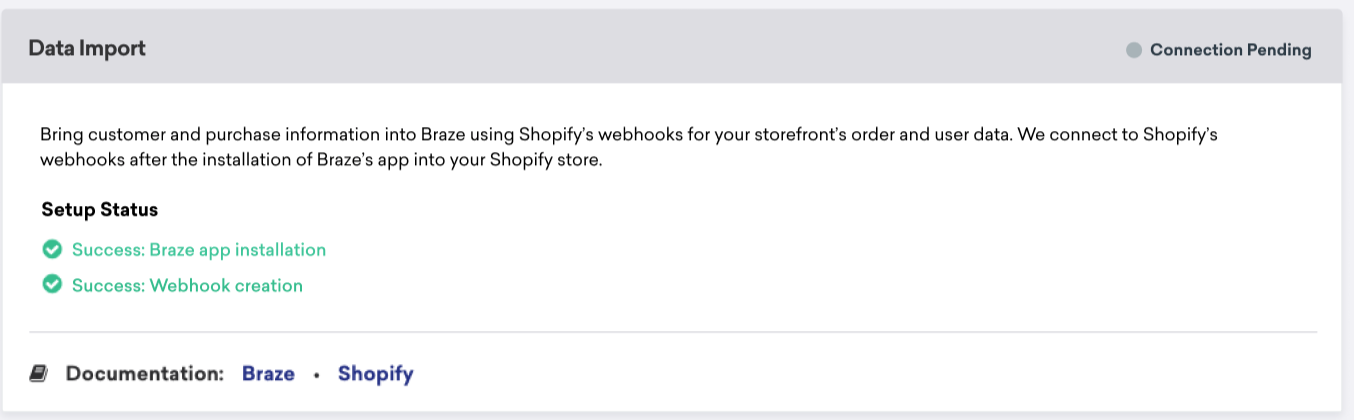 Data Import
Connection Pending
Bring customer and purchase information into Braze using Shopify’s webhooks for your storefront’s order and user data. We connect to Shopify’s
webhooks after the installation of Braze’s app into your Shopify store.
Setup Status
Success: Braze app installation
Success: Webhook creation
Documentation: Braze • Shopify